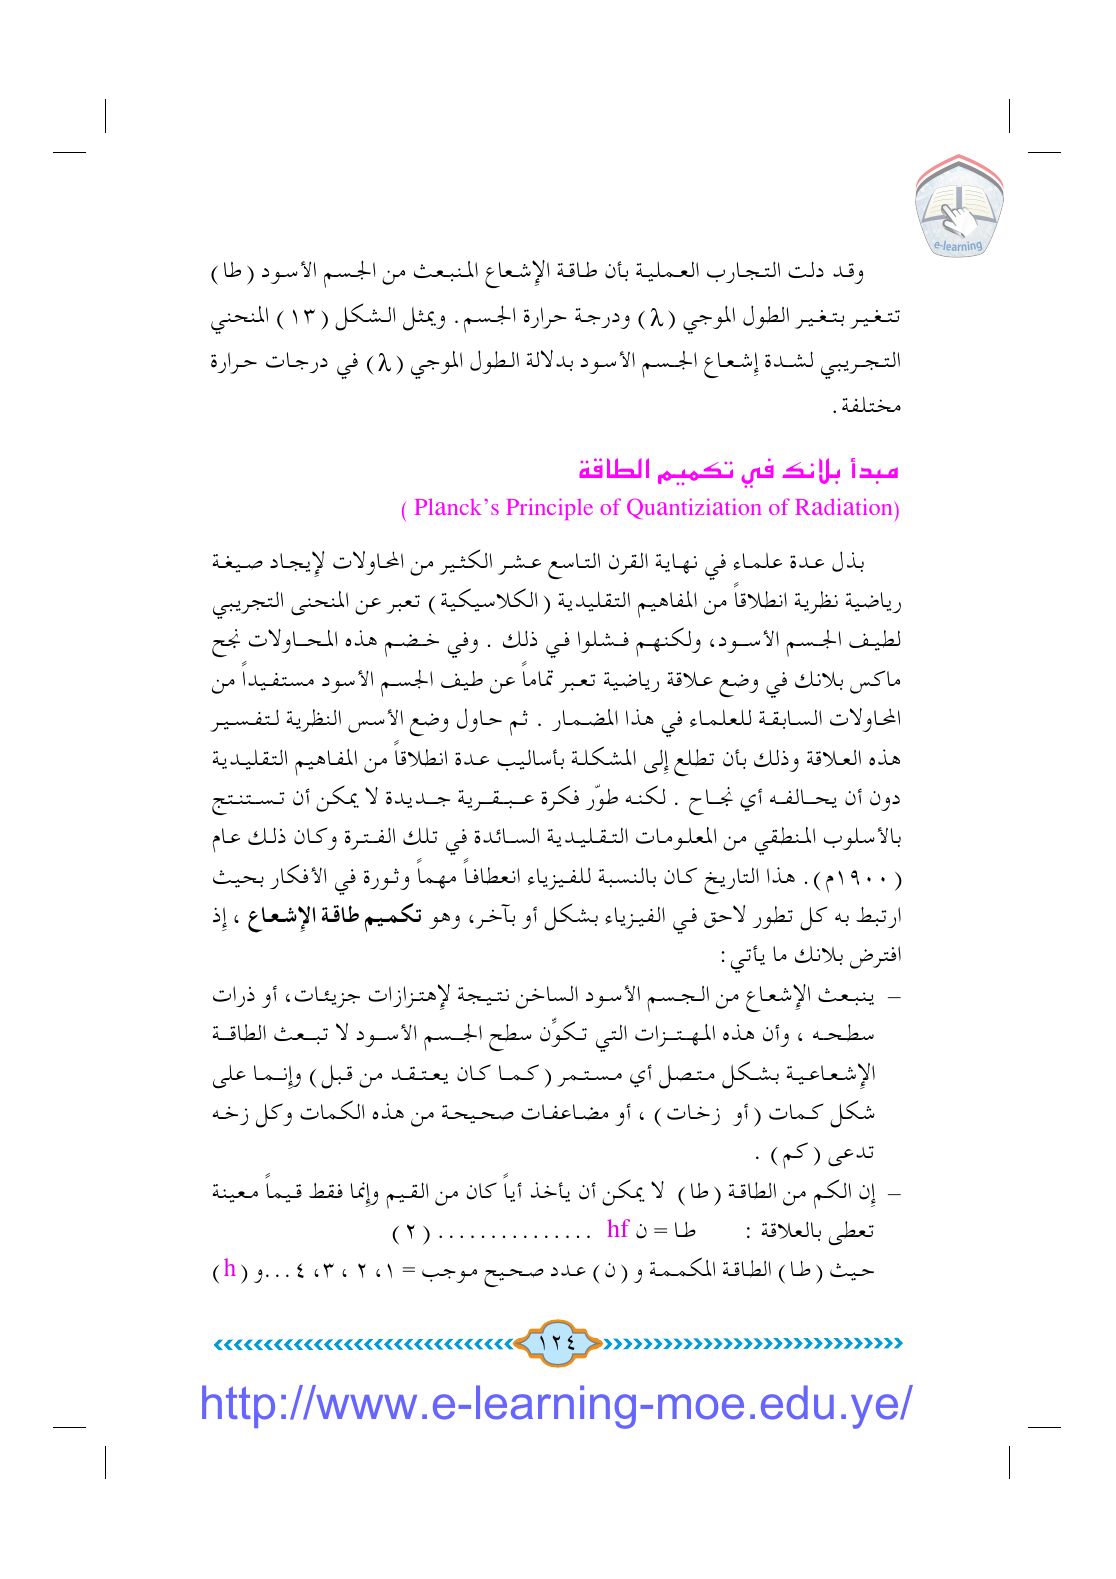 e-learning
وقد دلت التجارب العملية بأن طاقة الإشعاع المنبعث من الجسم الأسود ( طا )
تتغير بتغير الطول الموجي ( λ ) ودرجة حرارة الجسم . ويمثل الشكل ( ١٣ ) المنحني
التجريبي لشدة إشعاع الجسم الأسود بدلالة الطول الموجي ( λ ) في درجات حرارة
مختلفة .
مبدأ بلانك في تكميم الطاقة
( Planck’s Principle of Quantiziation of Radiation)
بذل عدة علماء في نهاية القرن التاسع عشر الكثير من المحاولات لإيجاد صيغة
رياضية نظرية انطلاقاً من المفاهيم التقليدية ( الكلاسيكية ) تعبر عن المنحنى التجريبي
لطيف الجسم الأسود، ولكنهم فشلوا في ذلك . وفي خضم هذه المحاولات نجح
ماكس بلانك في وضع علاقة رياضية تعبر تماماً عن طيف الجسم الأسود مستفيداً من
المحاولات السابقة للعلماء في هذا المضمار . ثم حاول وضع الأسس النظرية لتفسير
هذه العلاقة وذلك بأن تطلع إلى المشكلة بأساليب عدة انطلاقاً من المفاهيم التقليدية
دون أن يحالفه أي نجاح . لكنه طوّر فكرة عبقرية جديدة لا يمكن أن تستنتج
بالأسلوب المنطقي من المعلومات التقليدية السائدة في تلك الفترة وكان ذلك عام
( ١٩٠٠م ) . هذا التاريخ كان بالنسبة للفيزياء انعطافاً مهماً وثورة في الأفكار بحيث
ارتبط به كل تطور لاحق في الفيزياء بشكل أو بآخر، وهو تكميم طاقة الإشعاع ، إذ
افترض بلانك ما يأتي :
– ينبعث الإشعاع من الجسم الأسود الساخن نتيجة لإهتزازات جزيئات، أو ذرات
سطحه ، وأن هذه المهتزات التي تكوِّن سطح الجسم الأسود لا تبعث الطاقة
الإشعاعية بشكل متصل أي مستمر ( كما كان يعتقد من قبل ) وإنما على
شكل كمات ( أو زخات ) ، أو مضاعفات صحيحة من هذه الكمات وكل زخه
تدعى ( كم ) .
– إن الكم من الطاقة ( طا ) لا يمكن أن يأخذ أياً كان من القيم وإنما فقط قيماً معينة
تعطى بالعلاقة : طا = ن hf ............... ( ٢ )
حيث ( طا ) الطاقة المكممة و ( ن ) عدد صحيح موجب = ١، ٢ ، ٣، ٤ ...و ( h )
١٢٤
http://www.e-learning-moe.edu.ye/